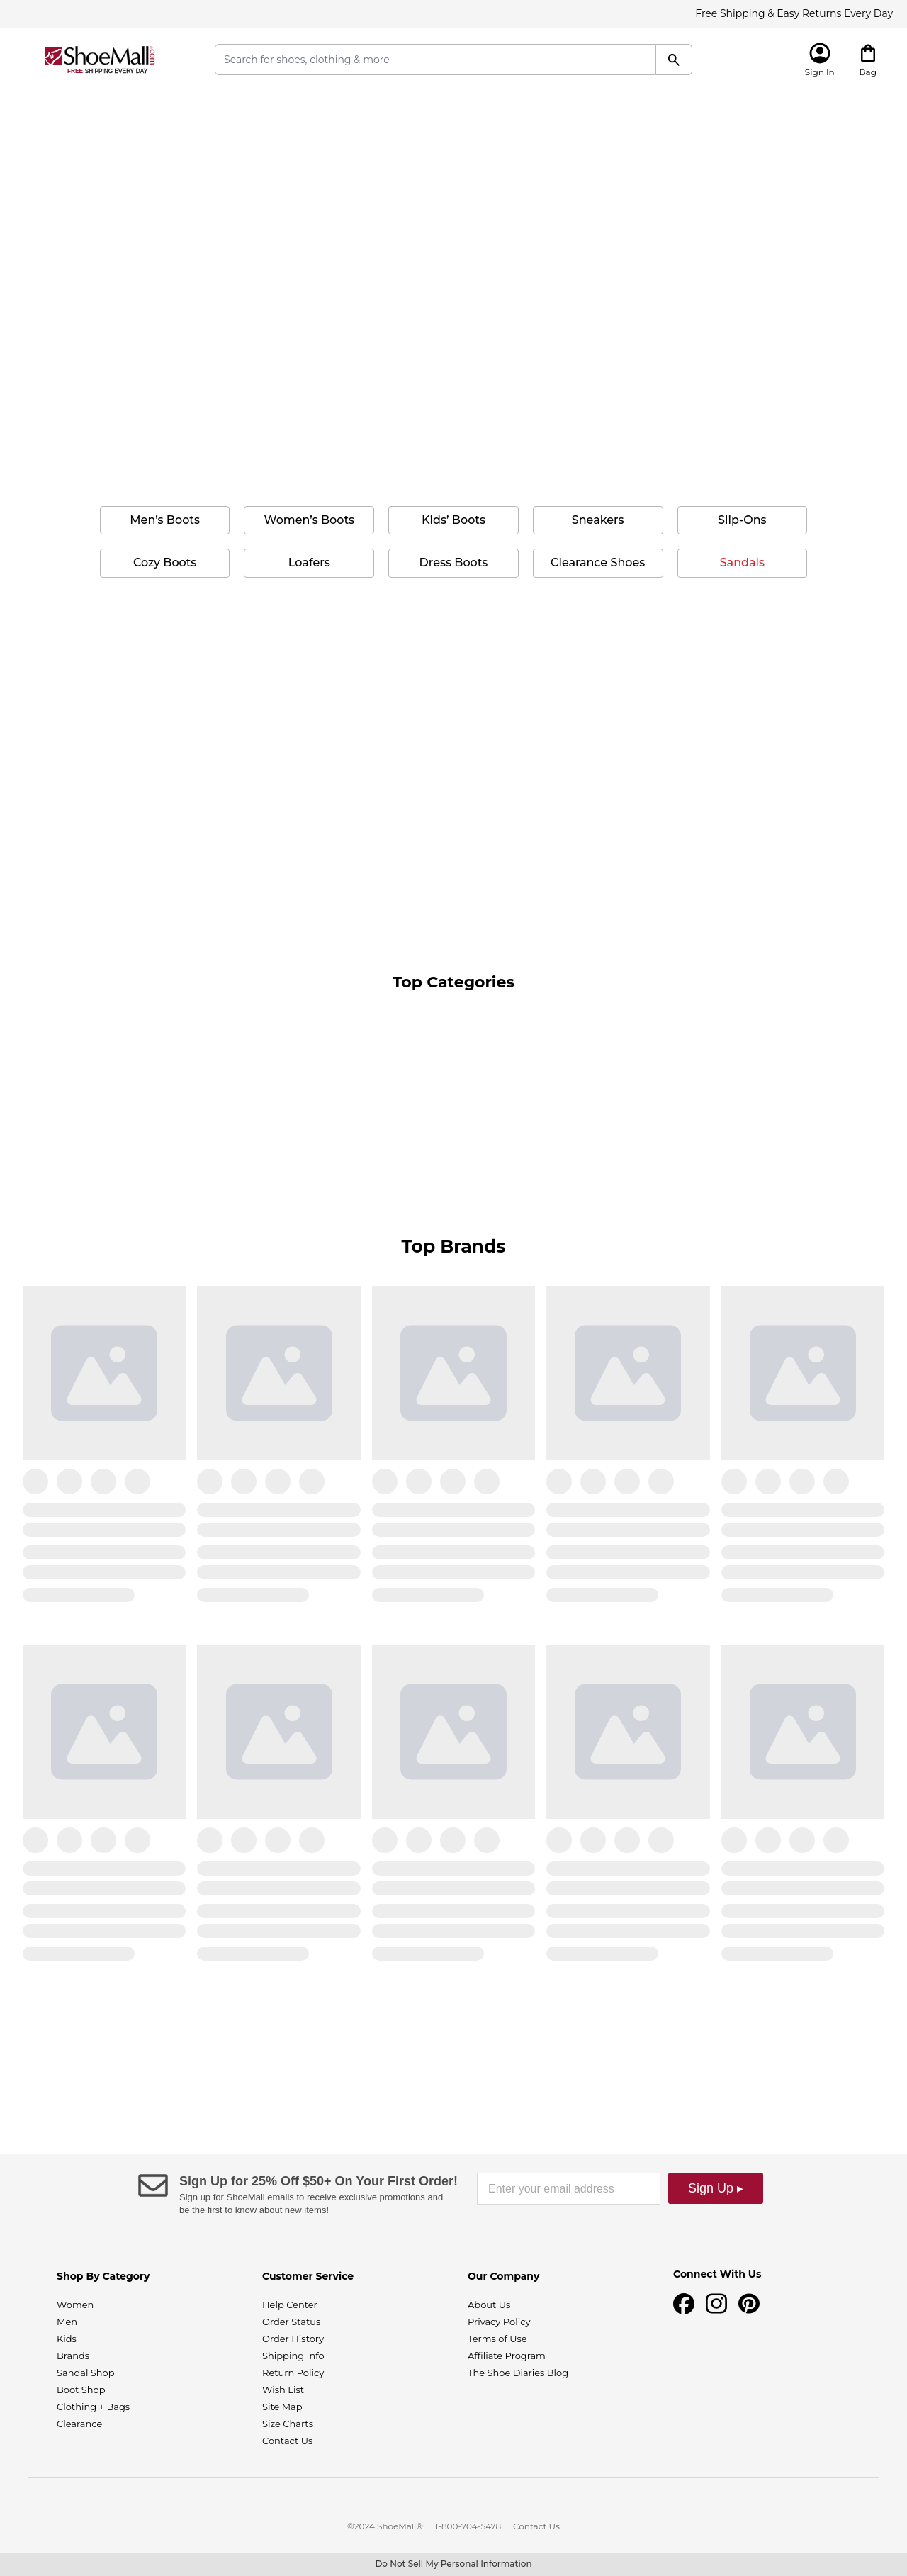 Free Shipping & Easy Returns Every Day
ShoeMall.com
FREE SHIPPING EVERY DAY
Search for shoes, clothing & more
Sign In
Bag
Men’s Boots
Women’s Boots
Kids’ Boots
Sneakers
Slip-Ons
Cozy Boots
Loafers
Dress Boots
Clearance Shoes
Sandals
Top Categories
Top Brands
Sign Up for 25% Off $50+ On Your First Order!
Sign up for ShoeMall emails to receive exclusive promotions and
be the first to know about new items!
Enter your email address
Sign Up ▸
Shop By Category
Women
Men
Kids
Brands
Sandal Shop
Boot Shop
Clothing + Bags
Clearance
Customer Service
Help Center
Order Status
Order History
Shipping Info
Return Policy
Wish List
Site Map
Size Charts
Contact Us
Our Company
About Us
Privacy Policy
Terms of Use
Affiliate Program
The Shoe Diaries Blog
Connect With Us
©2024 ShoeMall® | 1-800-704-5478 | Contact Us
Do Not Sell My Personal Information